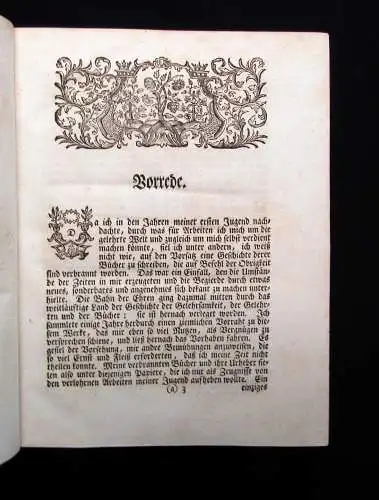 Vorrede.
Da ich in den Jahren meiner ersten Jugend nach-
dachte, durch was für Arbeiten ich mich um die
gelehrte Welt und zugleich um mich selbst verdient
machen könnte, fiel ich unter andern, ich weiß
nicht wie, auf den Vorsatz eine Geschichte derer
Bücher zu schreiben, die auf Befehl der Obrigkeit
sind verbrannt worden. Das war ein Einfall, den die Umstän-
de der Zeiten in mir erzeugeten und die Begierde durch etwas
neues, sonderbares und angenehmes sich bekant zu machen unter-
hielte. Die Bahn der Ehren ging dazumal mitten durch das
weitläuftige Land der Geschichte der Gelehrsamkeit, der Gelehr-
ten und der Bücher: sie ist hernach verleget worden. Ich
sammlete einige Jahre herdurch einen ziemlichen Vorrath zu die-
sem Werke, das mir eben so viel Nutzen, als Vergnügen zu
versprechen schiene, und ließ hernach das Vorhaben fahren. Es
gefiel der Vorsehung, mir andre Bemühungen anzuweisen, die
so viel Ernst und Fleiß erforderten, daß ich meine Zeit nicht
theilen konnte. Meine verbrannten Bücher und ihre Urheber fie-
len also unter diejenigen Papiere, die ich nur als Zeugnisse von
den verlohrnen Arbeiten meiner Jugend aufheben wollte. Ein
(a) 3 einziges